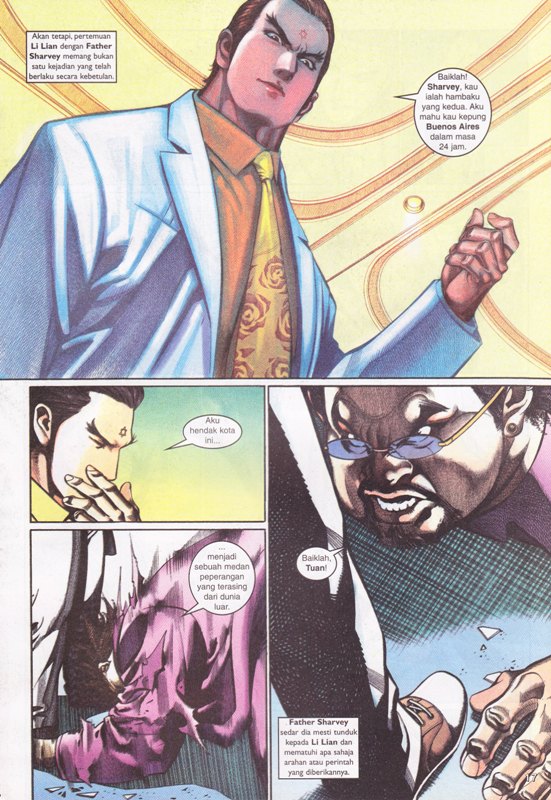 Akan tetapi, pertemuan
Li Lian dengan Father
Sharvey memang bukan
satu kejadian yang telah
berlaku secara kebetulan.
Baiklah!
Sharvey, kau
ialah hambaku
yang kedua. Aku
mahu kau kepung
Buenos Aires
dalam masa
24 jam.
Aku
hendak kota
ini...
...
menjadi
sebuah medan
peperangan
yang terasing
dari dunia
luar.
Baiklah,
Tuan!
Father Sharvey
sedar dia mesti tunduk
kepada Li Lian dan
mematuhi apa sahaja
arahan atau perintah
yang diberikannya.
17